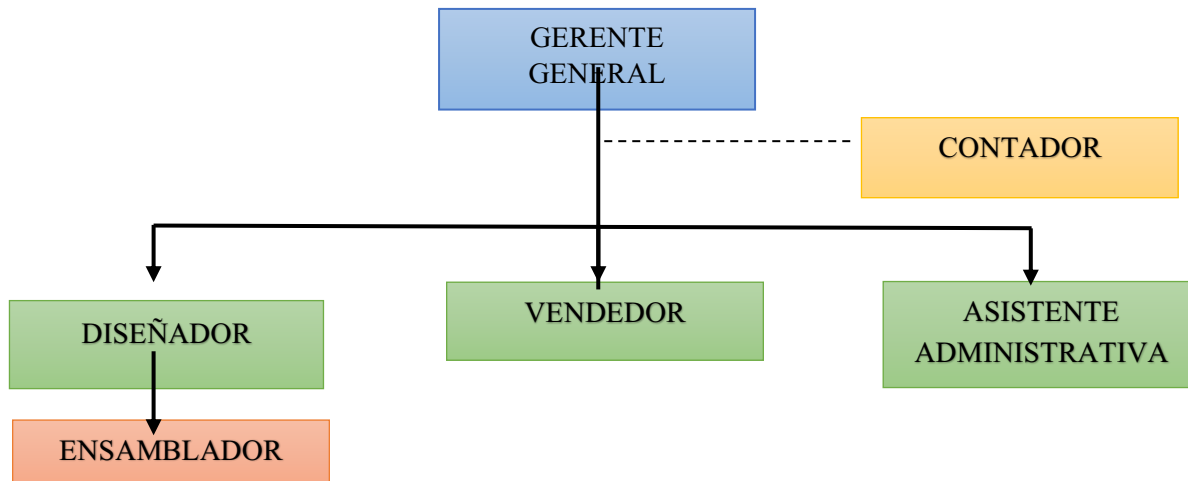 GERENTE
GENERAL
CONTADOR
DISEÑADOR
VENDEDOR
ASISTENTE
ADMINISTRATIVA
ENSAMBLADOR